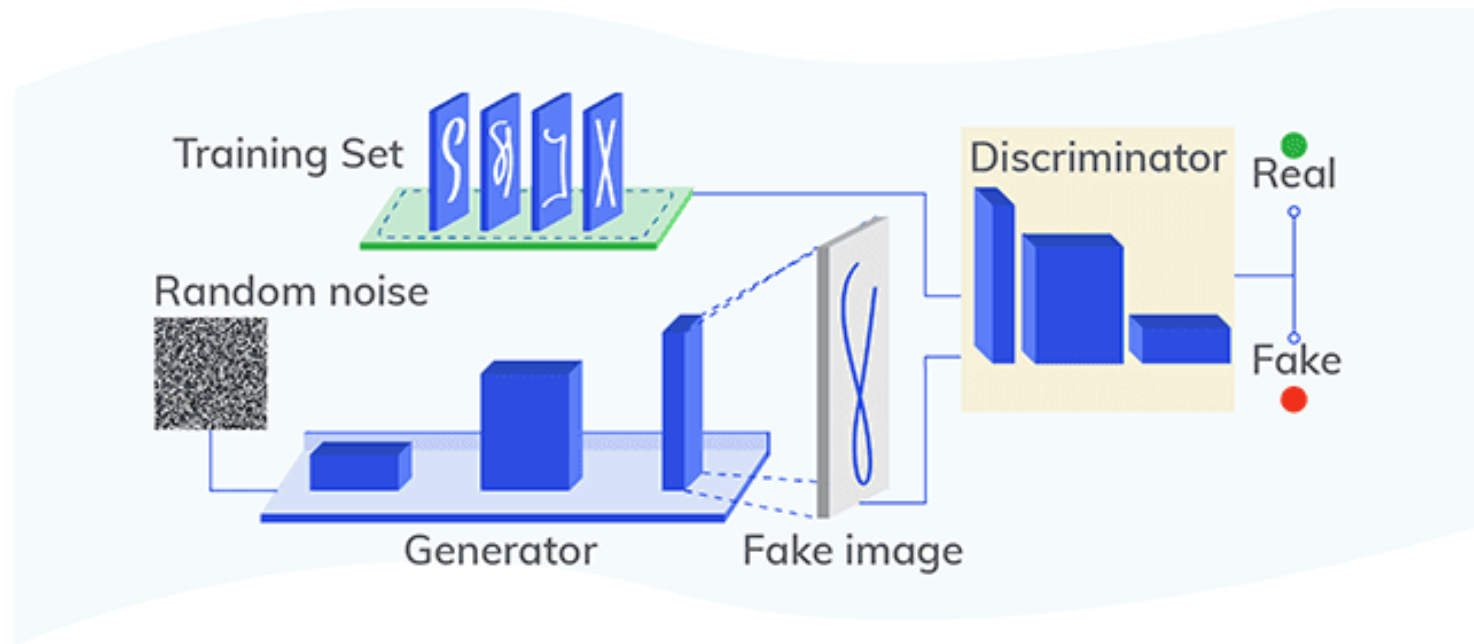 Training Set
Discriminator
Real
Random noise
Fake
Generator
Fake image